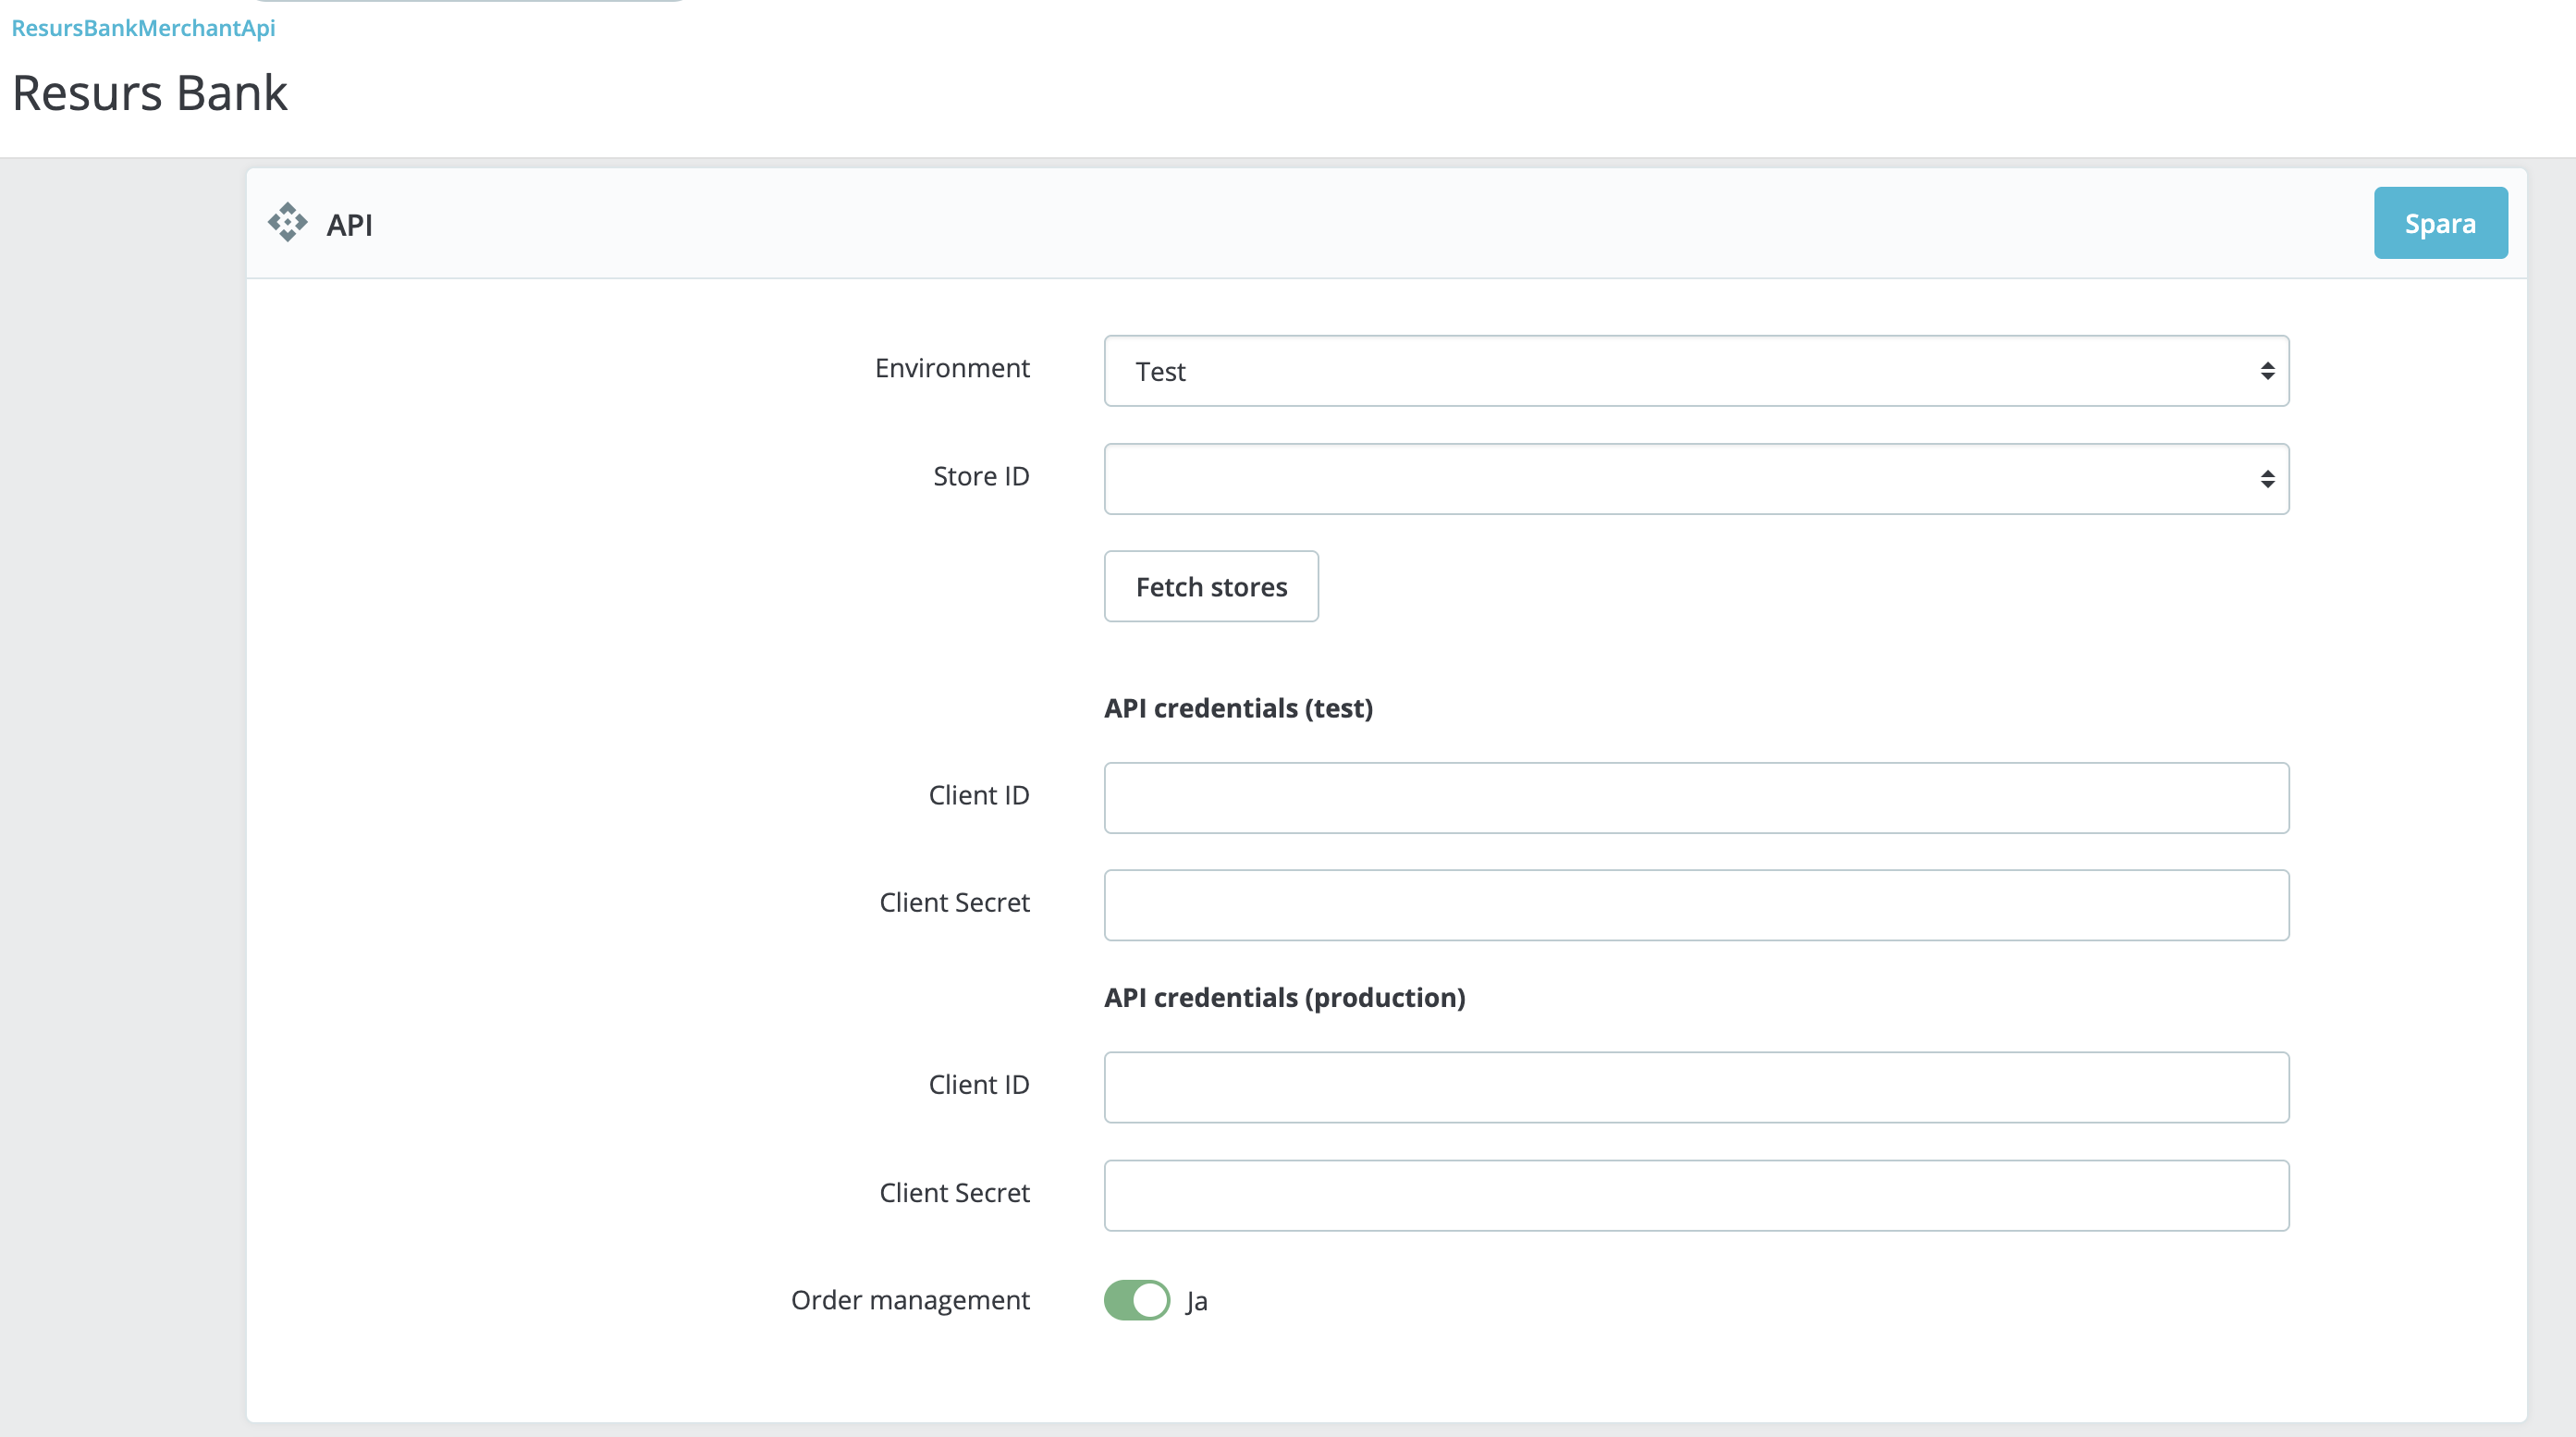 ResursBankMerchantApi
Resurs Bank
API
Spara
Environment
Test
Store ID
Fetch stores
API credentials (test)
Client ID
Client Secret
API credentials (production)
Client ID
Client Secret
Order management
Ja